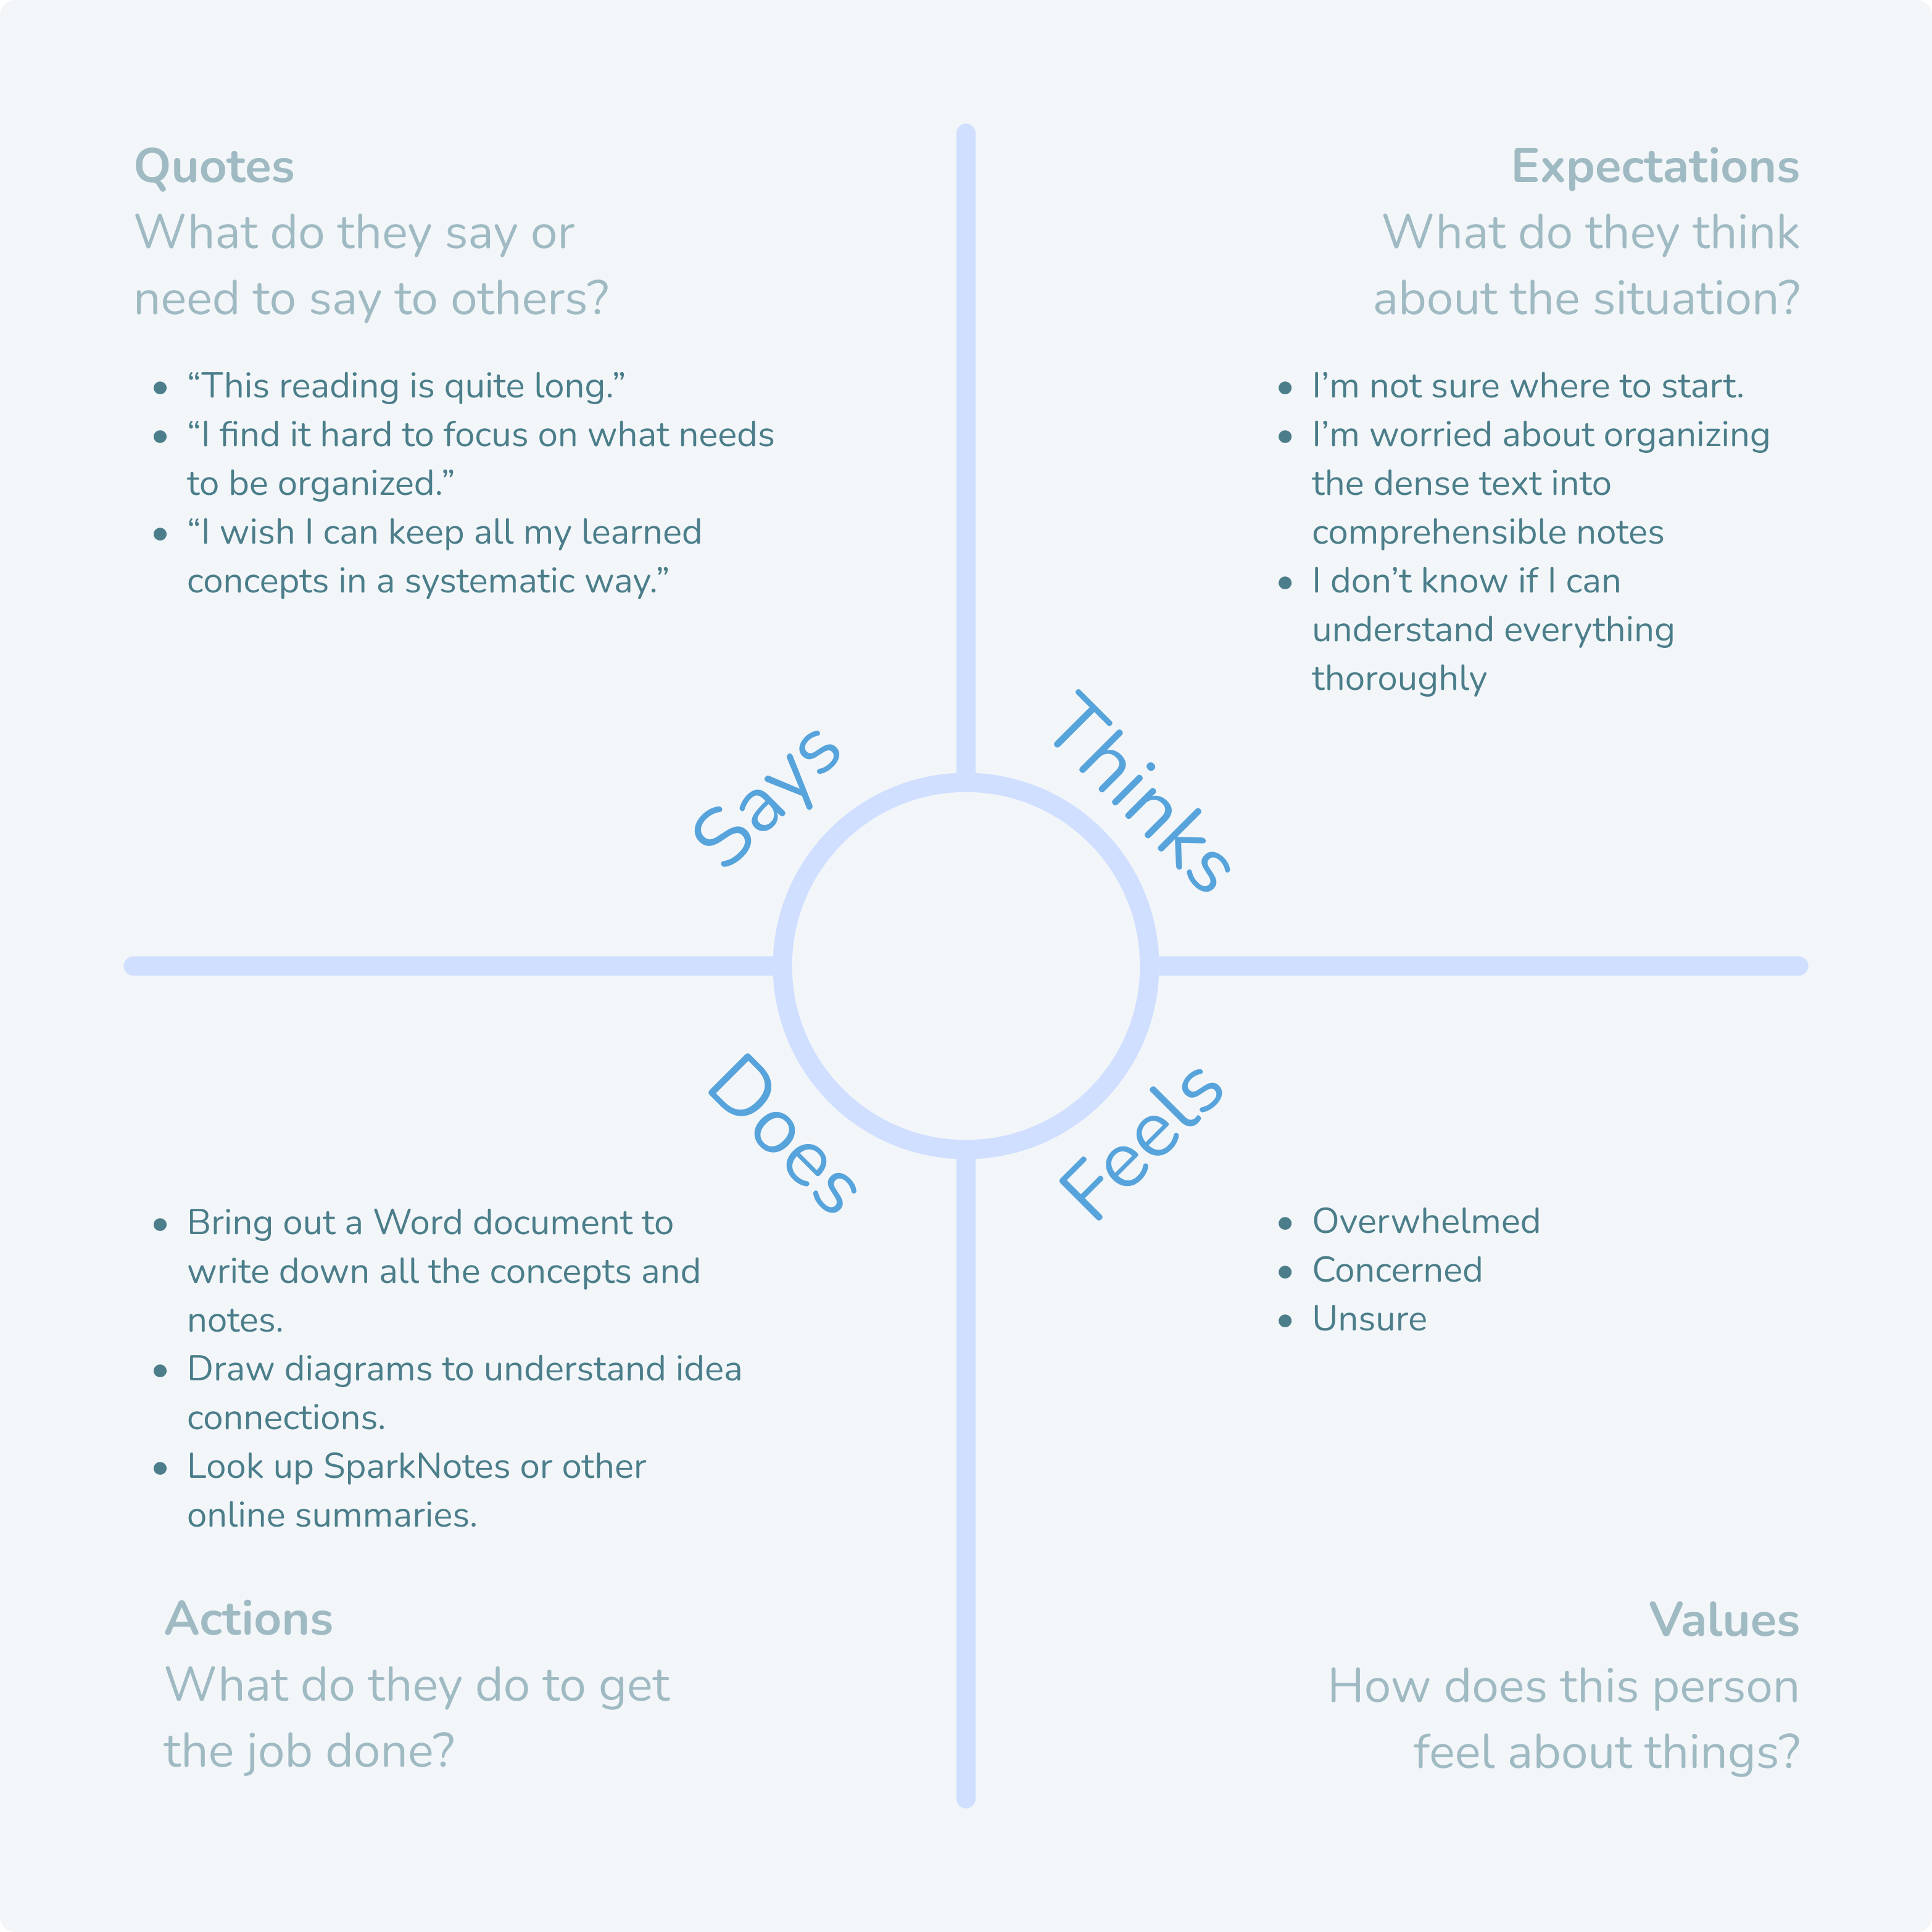 Quotes
What do they say or
need to say to others?
• “This reading is quite long.”
• “I find it hard to focus on what needs
to be organized.”
• “I wish I can keep all my learned
concepts in a systematic way.”
Says
Expectations
What do they think
about the situation?
• I’m not sure where to start.
• I’m worried about organizing
the dense text into
comprehensible notes
• I don’t know if I can
understand everything
thoroughly
Thinks
Does
• Bring out a Word document to
write down all the concepts and
notes.
• Draw diagrams to understand idea
connections.
• Look up SparkNotes or other
online summaries.
Actions
What do they do to get
the job done?
Feels
• Overwhelmed
• Concerned
• Unsure
Values
How does this person
feel about things?